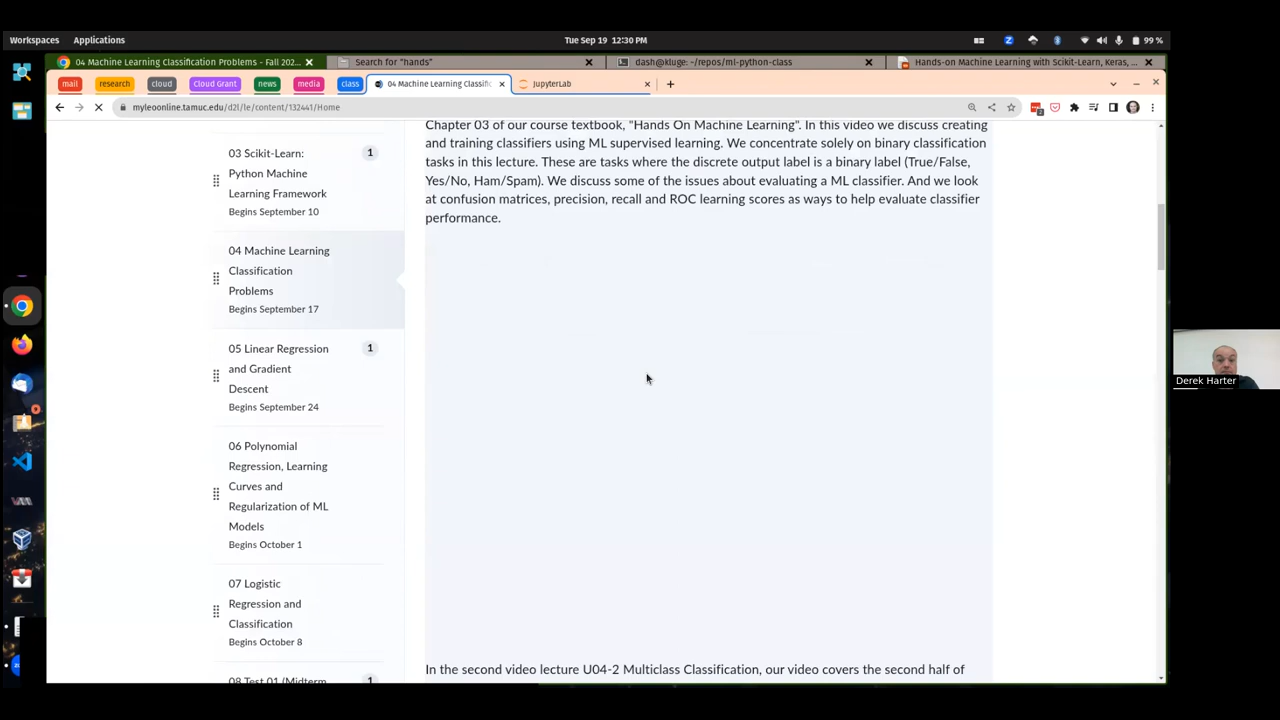 Workspaces Applications Tue Sep 19 12:30 PM 99 %
04 Machine Learning Classification Problems - Fall 202... Search for "hands" dash@kluge: ~/repos/ml-python-class Hands-on Machine Learning with Scikit-Learn, Keras, ...
mail research cloud Cloud Grant news media class 04 Machine Learning Classific JupyterLab
myleoonline.tamuc.edu/d2l/le/content/132441/Home
03 Scikit-Learn: 1
Python Machine
Learning Framework
Begins September 10
04 Machine Learning
Classification
Problems
Begins September 17
05 Linear Regression 1
and Gradient
Descent
Begins September 24
06 Polynomial
Regression, Learning
Curves and
Regularization of ML
Models
Begins October 1
07 Logistic
Regression and
Classification
Begins October 8
08 Test 01 (Midterm 1
Chapter 03 of our course textbook, "Hands On Machine Learning". In this video we discuss creating
and training classifiers using ML supervised learning. We concentrate solely on binary classification
tasks in this lecture. These are tasks where the discrete output label is a binary label (True/False,
Yes/No, Ham/Spam). We discuss some of the issues about evaluating a ML classifier. And we look
at confusion matrices, precision, recall and ROC learning scores as ways to help evaluate classifier
performance.
In the second video lecture U04-2 Multiclass Classification, our video covers the second half of
Derek Harter